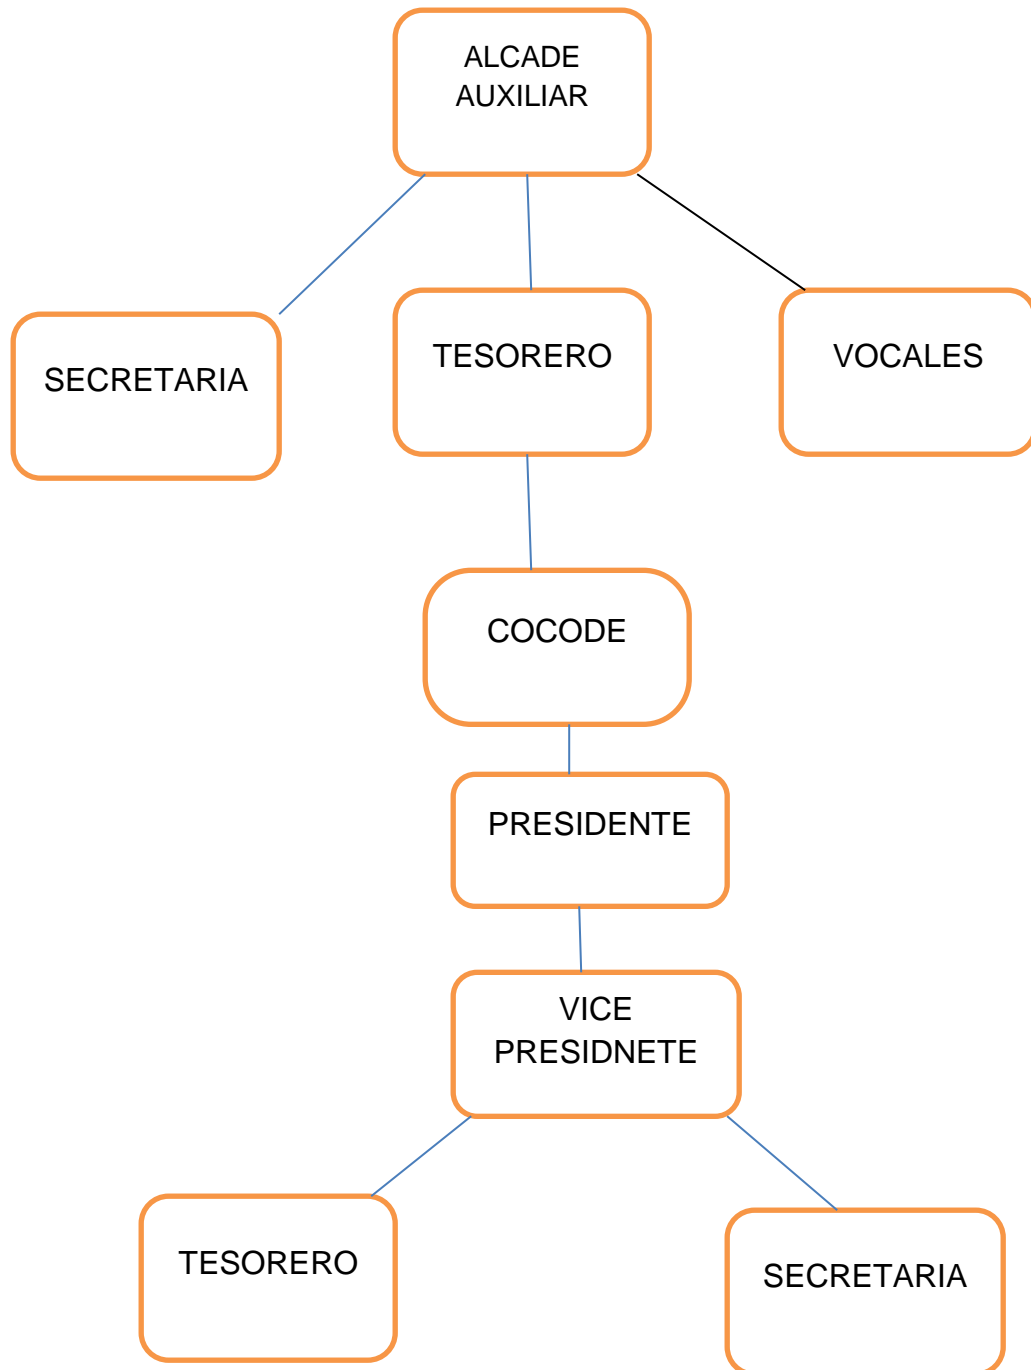 ALCADE
AUXILIAR
SECRETARIA
TESORERO
VOCALES
COCODE
PRESIDENTE
VICE
PRESIDNETE
TESORERO
SECRETARIA